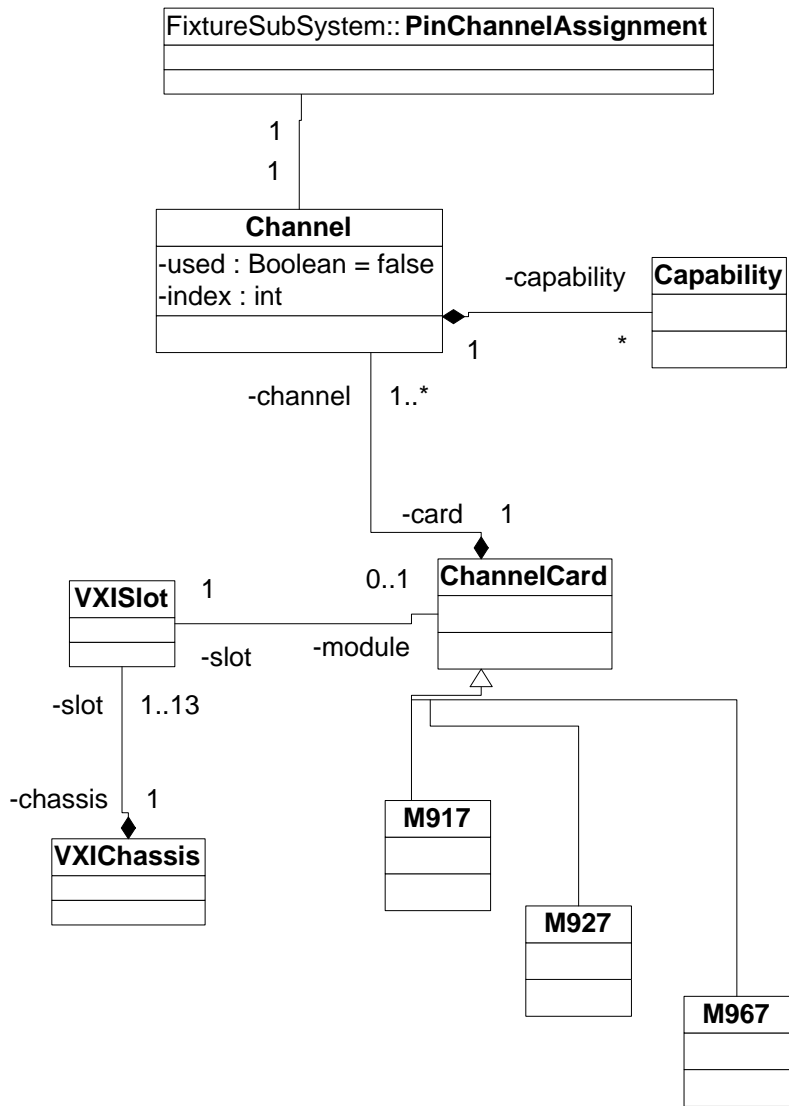 FixtureSubSystem:: PinChannelAssignment
1
1
Channel
-used : Boolean = false
-index : int
-capability
Capability
1
*
-channel
1..*
-card
1
ChannelCard
VXISlot
1
0..1
-slot
-module
-slot
1..13
-chassis
1
VXIChassis
M917
M927
M967